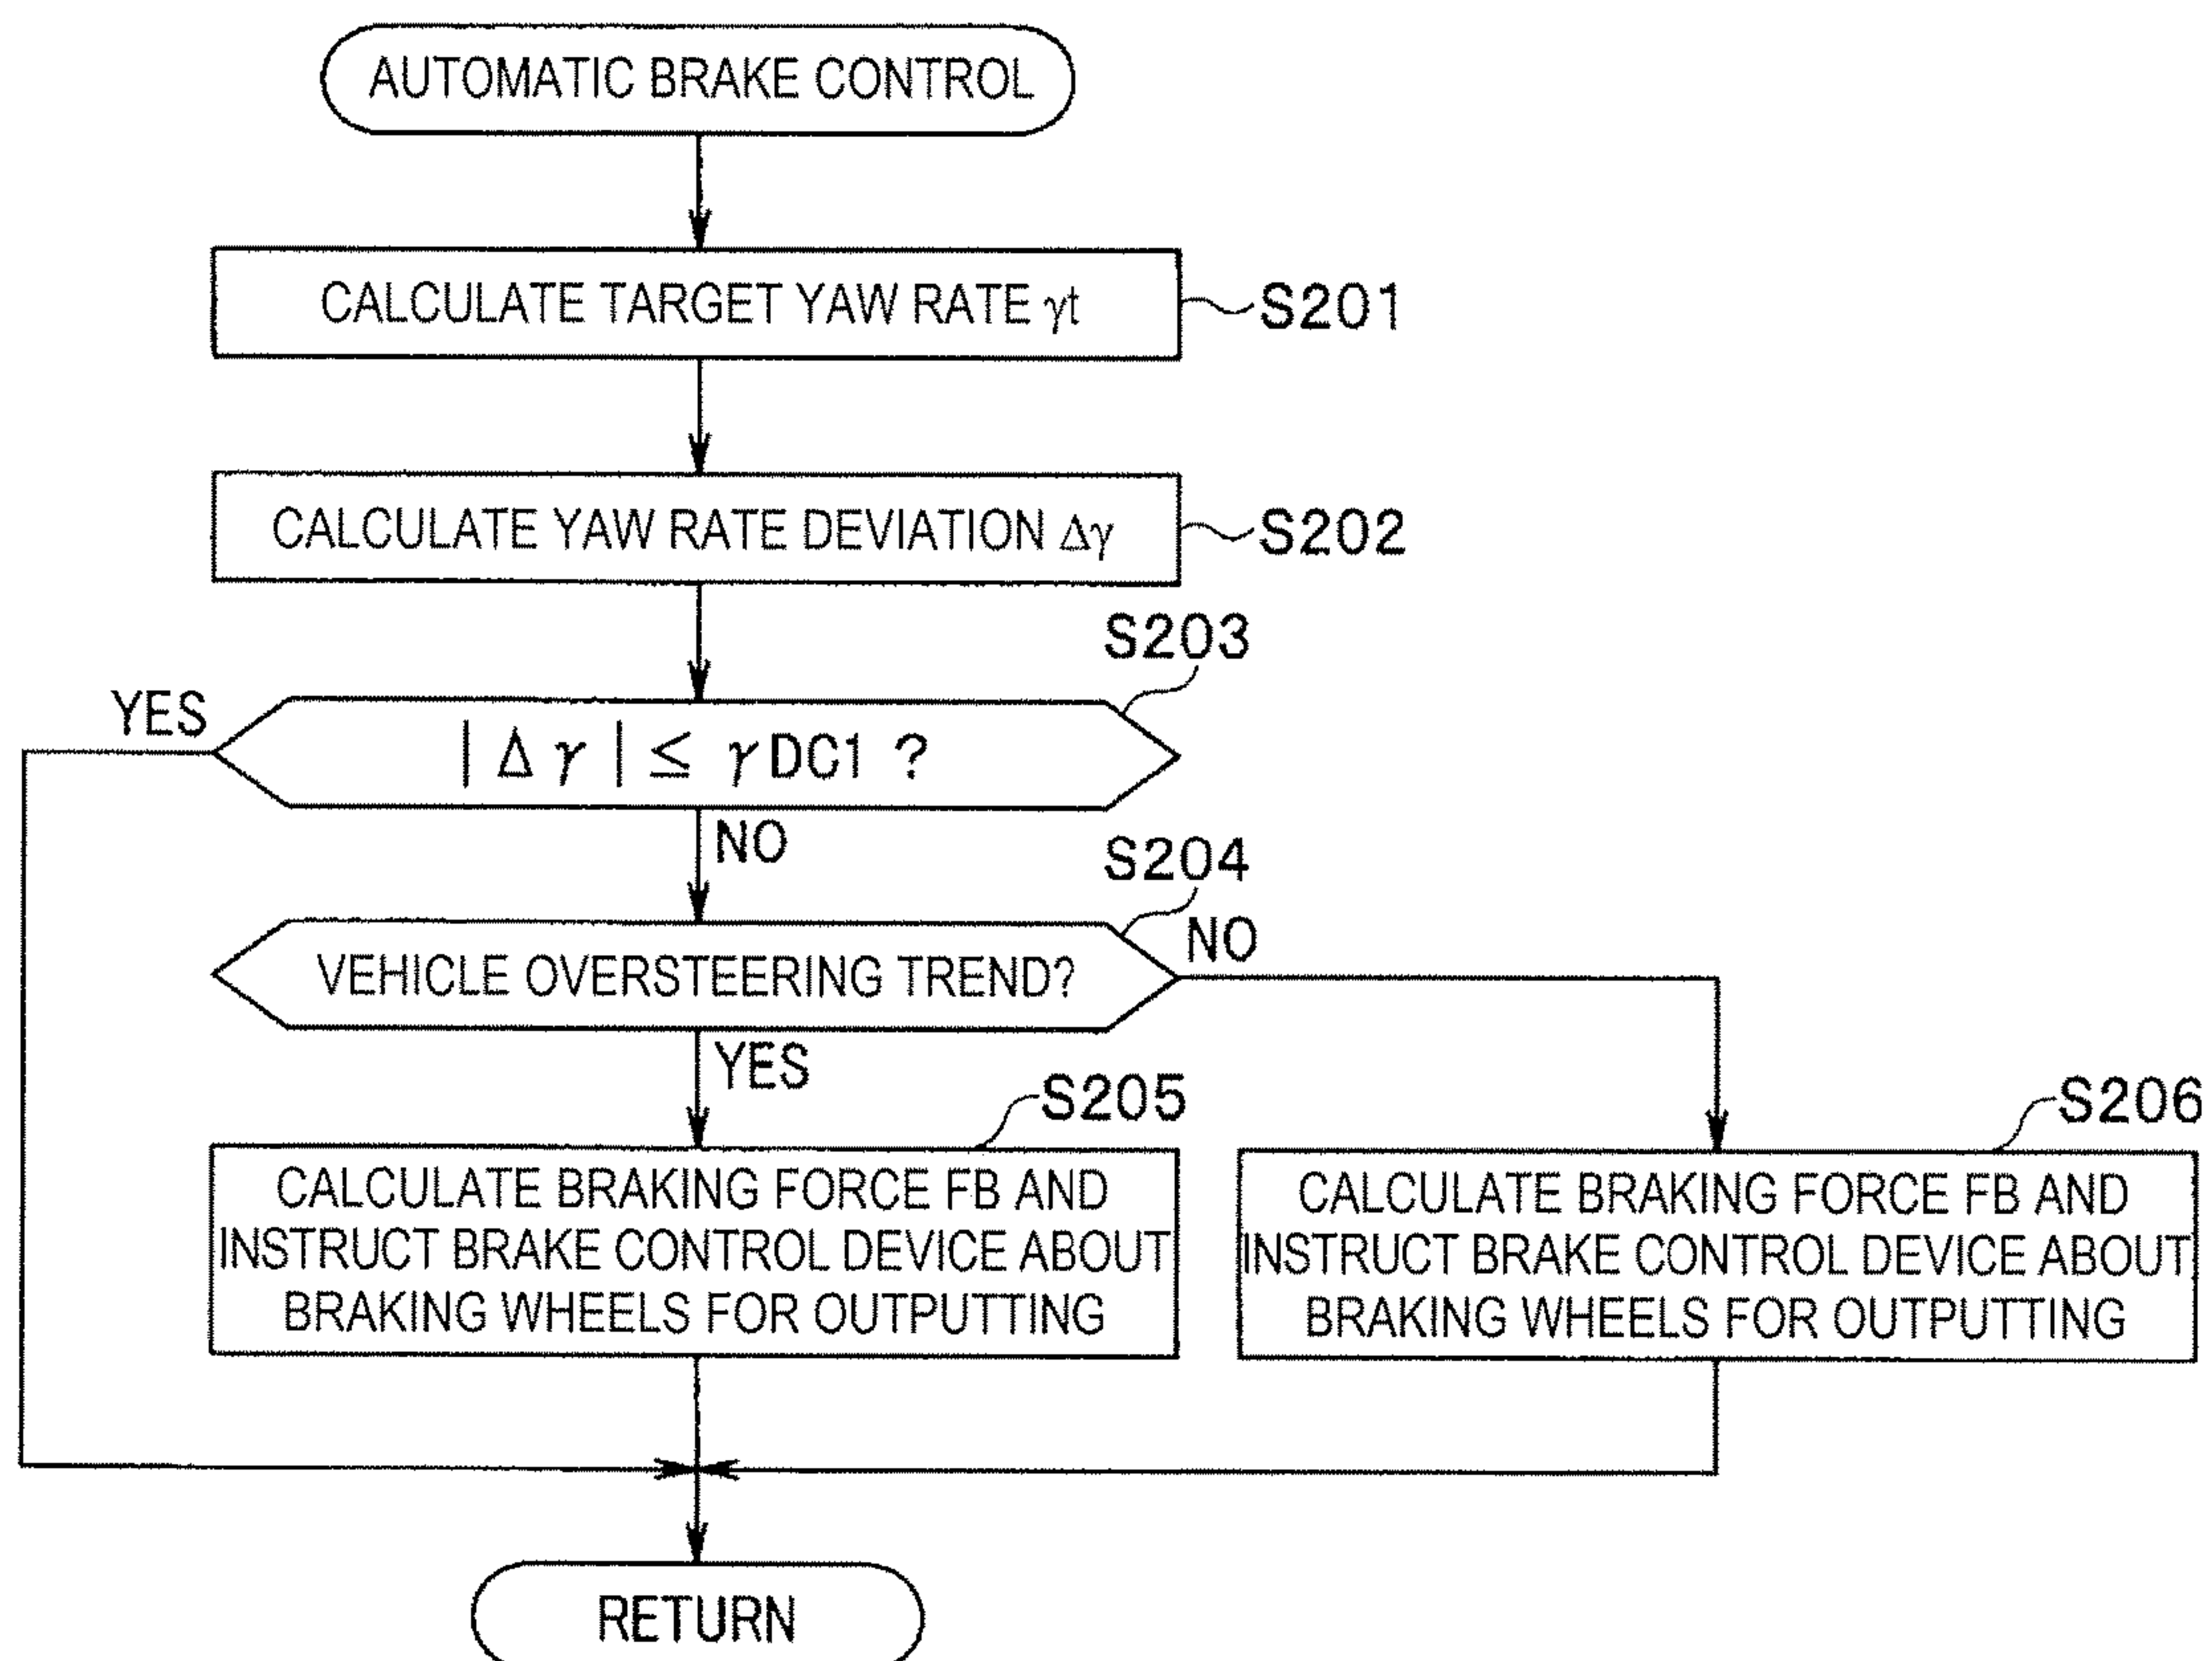 AUTOMATIC BRAKE CONTROL
CALCULATE TARGET YAW RATE γt
S201
CALCULATE YAW RATE DEVIATION Δγ
S202
S203
YES
| Δ γ | ≤ γ DC1 ?
NO
S204
NO
VEHICLE OVERSTEERING TREND?
YES
S205
CALCULATE BRAKING FORCE FB AND
INSTRUCT BRAKE CONTROL DEVICE ABOUT
BRAKING WHEELS FOR OUTPUTTING
S206
CALCULATE BRAKING FORCE FB AND
INSTRUCT BRAKE CONTROL DEVICE ABOUT
BRAKING WHEELS FOR OUTPUTTING
RETURN